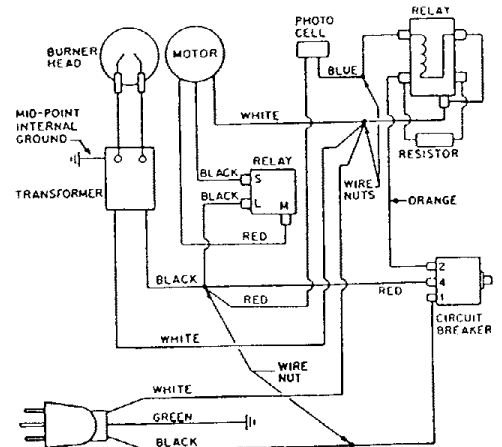 RELAY
PHOTO
CELL
BURNER
HEAD
MOTOR
BLUE
MID-POINT
INTERNAL
GROUND
WHITE
RESISTOR
TRANSFORMER
BLACK
RELAY
S
BLACK
L
M
WIRE
NUTS
ORANGE
RED
BLACK
RED
RED
2
4
1
CIRCUIT
BREAKER
WHITE
WIRE
NUT
WHITE
GREEN
BLACK